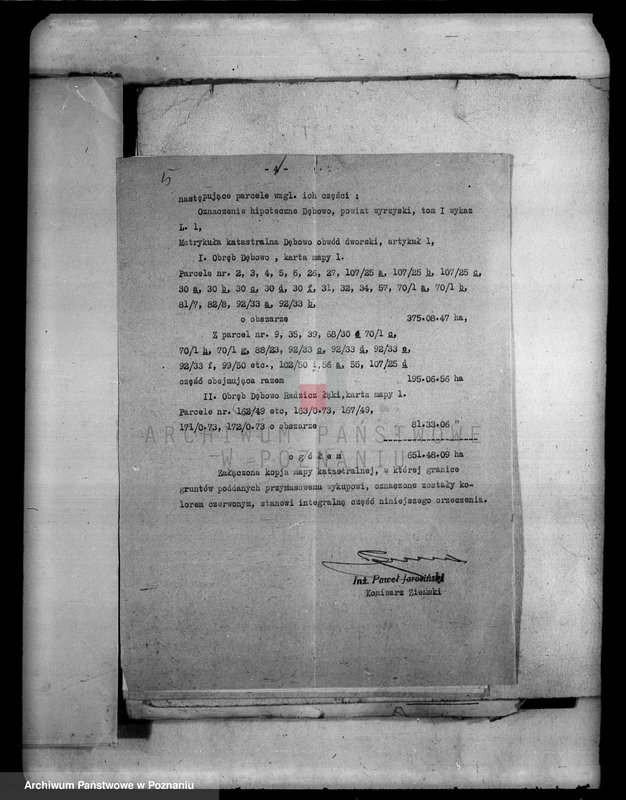 5
-4-
następujące parcele wzgl. ich części :
Oznaczenie hipoteczne Dębowo, powiat wyrzyski, tom I wykaz
L. 1,
Matrykuła katastralna Dębowo obwód dworski, artykuł 1,
I. Obręb Dębowo , karta mapy 1.
Parcele nr. 2, 3, 4, 5, 6, 26, 27, 107/25 a, 107/25 b, 107/25 c,
30 a, 30 b, 30 c, 30 d, 30 f, 31, 32, 34, 57, 70/1 a, 70/1 b,
81/7, 82/8, 92/33 a, 92/33 b,
o obszarze 375.08.47 ha,
Z parcel nr. 9, 35, 39, 68/30 d 70/1 c,
70/1 h, 70/1 g, 88/23, 92/33 c, 92/33 d, 92/33 e,
92/33 f, 99/50 etc., 102/50 i, 56 a, 55, 107/25 d
część obejmująca razem 195.06.56 ha
II. Obręb Dębowo Radzicz Łąki, karta mapy 1.
Parcele nr. 162/49 etc, 163/0.73, 167/49,
171/0.73, 172/0.73 o obszarze 81.33.06 "
ogółem 651.48.09 ha
Załączona kopja mapy katastralnej, w której granice
gruntów poddanych przymusowemu wykupowi, oznaczone zostały ko-
lorem czerwonym, stanowi integralną część niniejszego orzeczenia.
Inż. Paweł Jarosiński
Komisarz Ziemski
ARCHIWUM PAŃSTWOWE
W POZNANIU
Archiwum Państwowe w Poznaniu